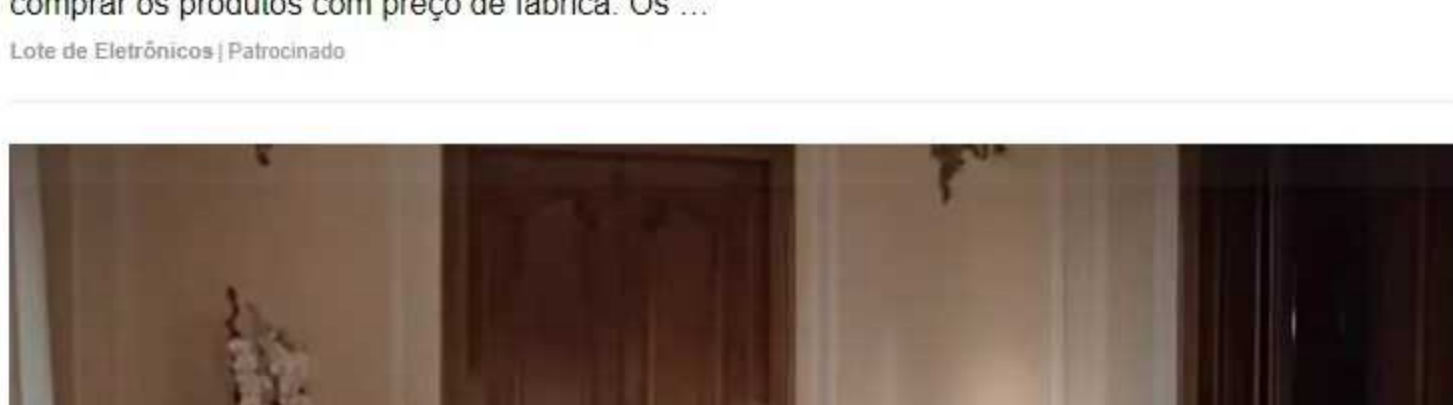 comprar os produtos com preço de fábrica. Os ...
Lote de Eletrônicos | Patrocinado